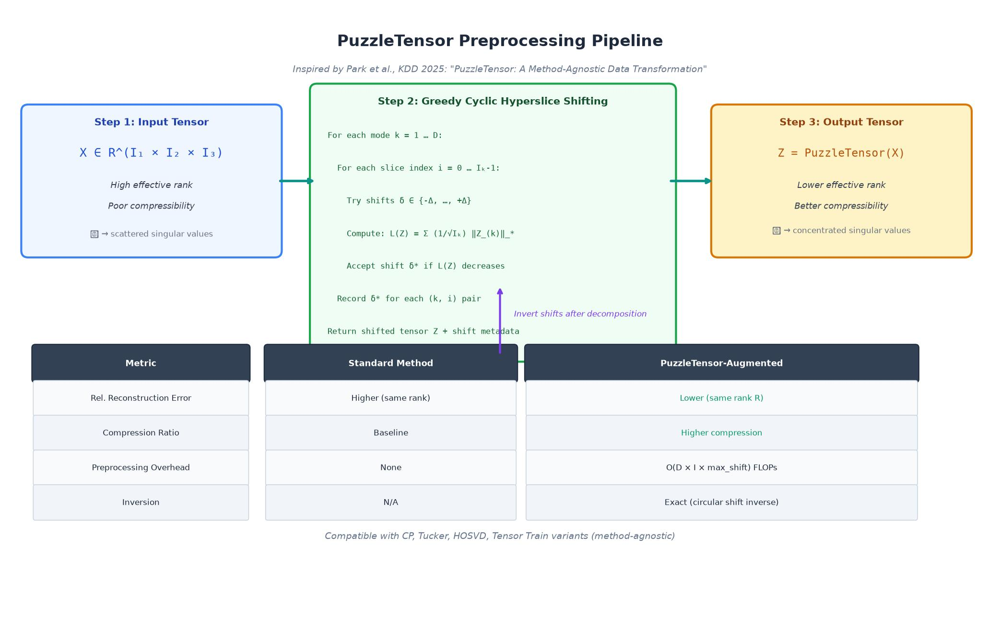 PuzzleTensor Preprocessing Pipeline
Inspired by Park et al., KDD 2025: "PuzzleTensor: A Method-Agnostic Data Transformation"
Step 1: Input Tensor
X ∈ R^(I₁ × I₂ × I₃)
High effective rank
Poor compressibility
→ scattered singular values
Step 2: Greedy Cyclic Hyperslice Shifting
For each mode k = 1 … D:
For each slice index i = 0 … Iₖ-1:
Try shifts δ ∈ {-Δ, …, +Δ}
Compute: L(Z) = Σ (1/√Iₖ) ‖Z_(k)‖_*
Accept shift δ* if L(Z) decreases
Record δ* for each (k, i) pair
Invert shifts after decomposition
Return shifted tensor Z + shift metadata
Step 3: Output Tensor
Z = PuzzleTensor(X)
Lower effective rank
Better compressibility
→ concentrated singular values
Metric Standard Method PuzzleTensor-Augmented
Rel. Reconstruction Error Higher (same rank) Lower (same rank R)
Compression Ratio Baseline Higher compression
Preprocessing Overhead None O(D × I × max_shift) FLOPs
Inversion N/A Exact (circular shift inverse)
Compatible with CP, Tucker, HOSVD, Tensor Train variants (method-agnostic)